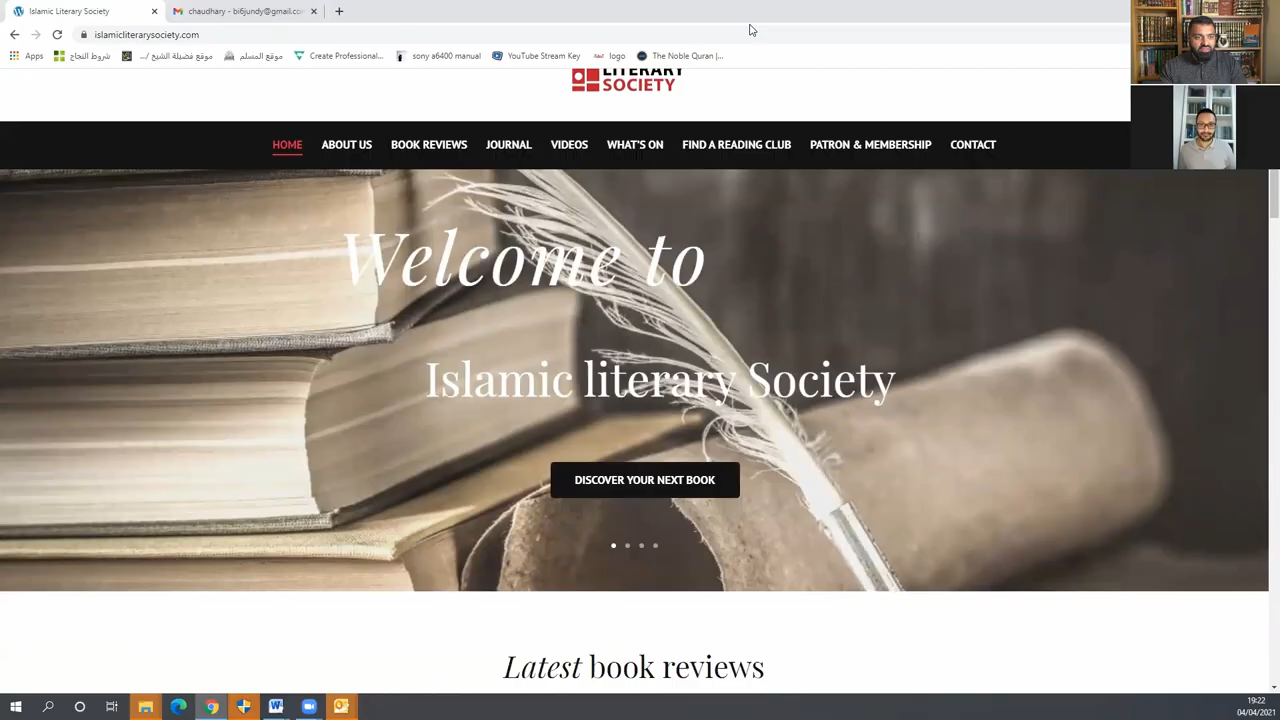 Islamic Literary Society
chaudhary - bi6jundy@gmail.co
islamicliterarysociety.com
Apps
شروط النجاح
موقع فضيلة الشيخ /...
موقع المسلم
Create Professional...
sony a6400 manual
YouTube Stream Key
logo
The Noble Quran |...
LITERARY
SOCIETY
HOME
ABOUT US
BOOK REVIEWS
JOURNAL
VIDEOS
WHAT'S ON
FIND A READING CLUB
PATRON & MEMBERSHIP
CONTACT
Welcome to
Islamic literary Society
DISCOVER YOUR NEXT BOOK
Latest book reviews
19:22
04/04/2021